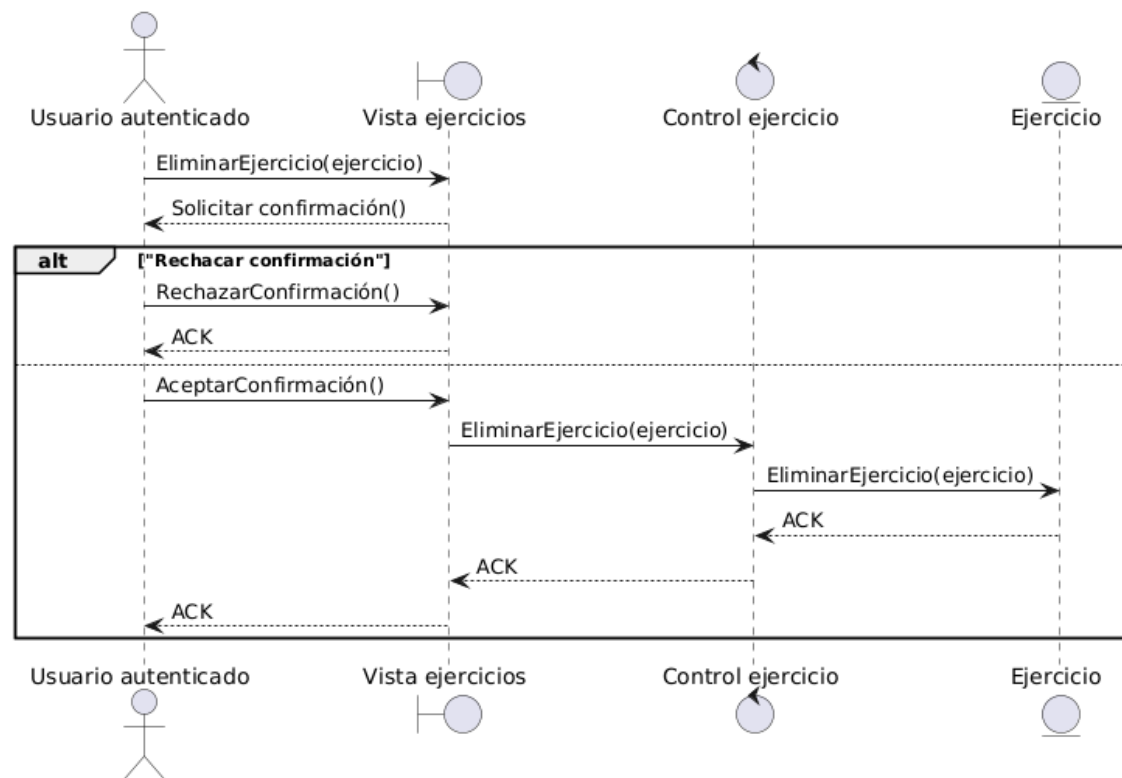 Usuario autenticado
Vista ejercicios
Control ejercicio
Ejercicio
EliminarEjercicio(ejercicio)
Solicitar confirmación()
alt
["Rechacar confirmación"]
RechazarConfirmación()
ACK
AceptarConfirmación()
EliminarEjercicio(ejercicio)
EliminarEjercicio(ejercicio)
ACK
ACK
ACK
Usuario autenticado
Vista ejercicios
Control ejercicio
Ejercicio